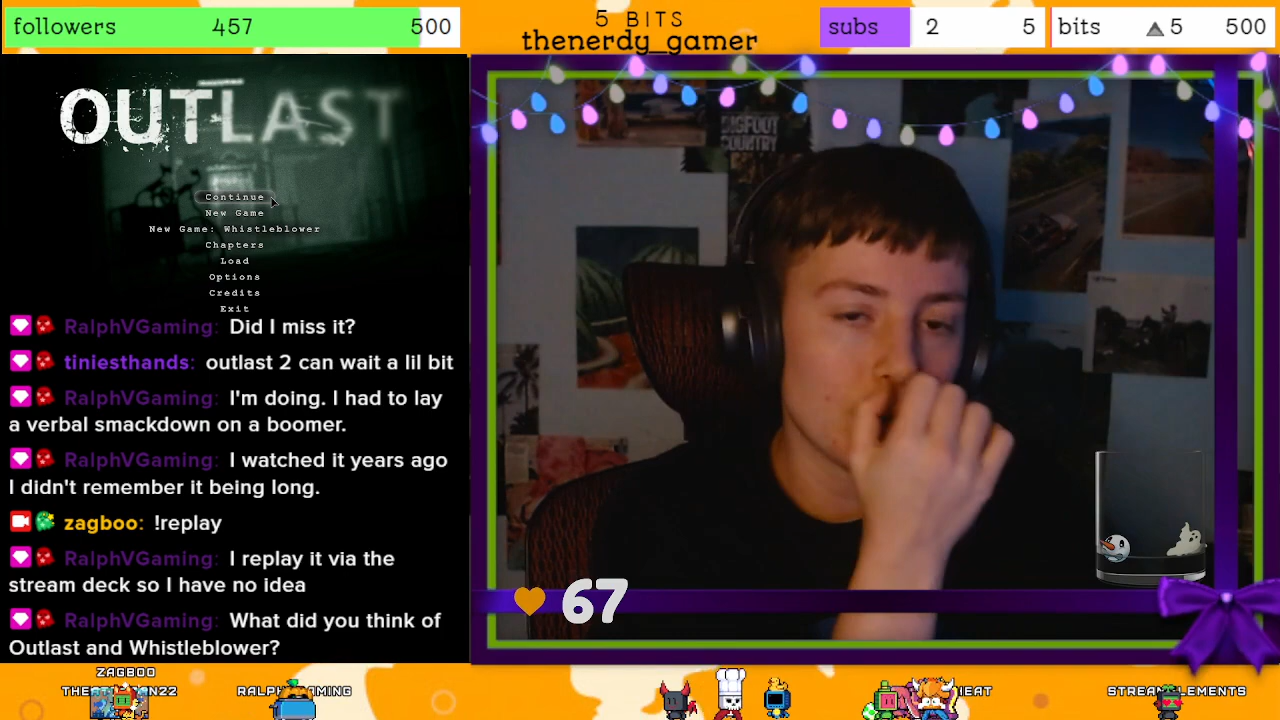 followers 457 500
5 BITS
thenerdy_gamer
subs 2 5
bits 5 500
OUTLAST
Continue
New Game
New Game: Whistleblower
Chapters
Load
Options
Credits
Exit
BIGFOOT
COUNTRY
RalphVGaming: Did I miss it?
tiniesthands: outlast 2 can wait a lil bit
RalphVGaming: I'm doing. I had to lay
a verbal smackdown on a boomer.
RalphVGaming: I watched it years ago
I didn't remember it being long.
zagboo: !replay
RalphVGaming: I replay it via the
stream deck so I have no idea
RalphVGaming: What did you think of
Outlast and Whistleblower?
67
ZAGBOO